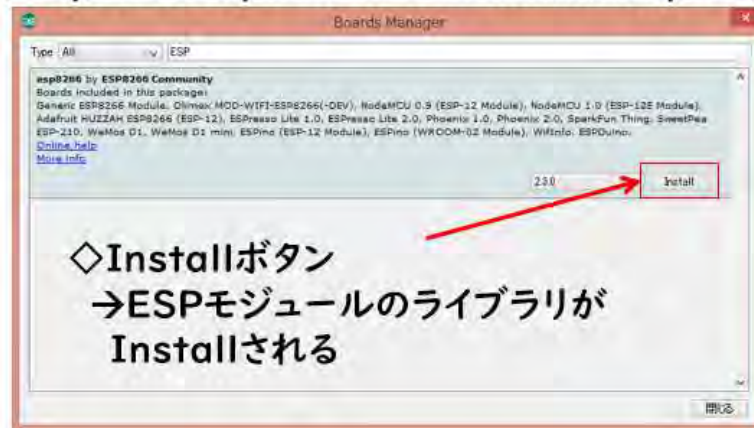 Boards Manager
Type All ESP
esp8266 by ESP8266 Community
Boards included in this package:
Generic ESP8266 Module, Olimex MOD-WIFI-ESP8266(-DEV), NodeMCU 0.9 (ESP-12 Module), NodeMCU 1.0 (ESP-12E Module),
Adafruit HUZZAH ESP8266 (ESP-12), ESPresso Lite 1.0, ESPresso Lite 2.0, Phoenix 1.0, Phoenix 2.0, SparkFun Thing, SweetPea
ESP-210, WeMos D1, WeMos D1 mini, ESPino (ESP-12 Module), ESPino (WROOM-02 Module), WifInfo, ESPDuino.
Online help
More info
2.3.0 Install
◇Installボタン
→ESPモジュールのライブラリが
Installされる
閉じる